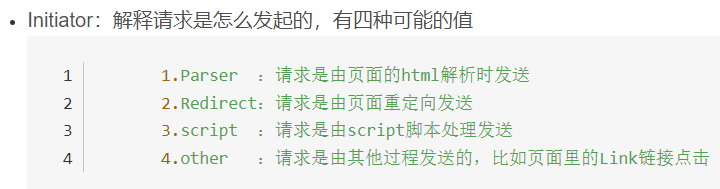 • Initiator：解释请求是怎么发起的，有四种可能的值
1 1.Parser ：请求是由页面的html解析时发送
2 2.Redirect：请求是由页面重定向发送
3 3.script ：请求是由script脚本处理发送
4 4.other ：请求是由其他过程发送的，比如页面里的Link链接点击